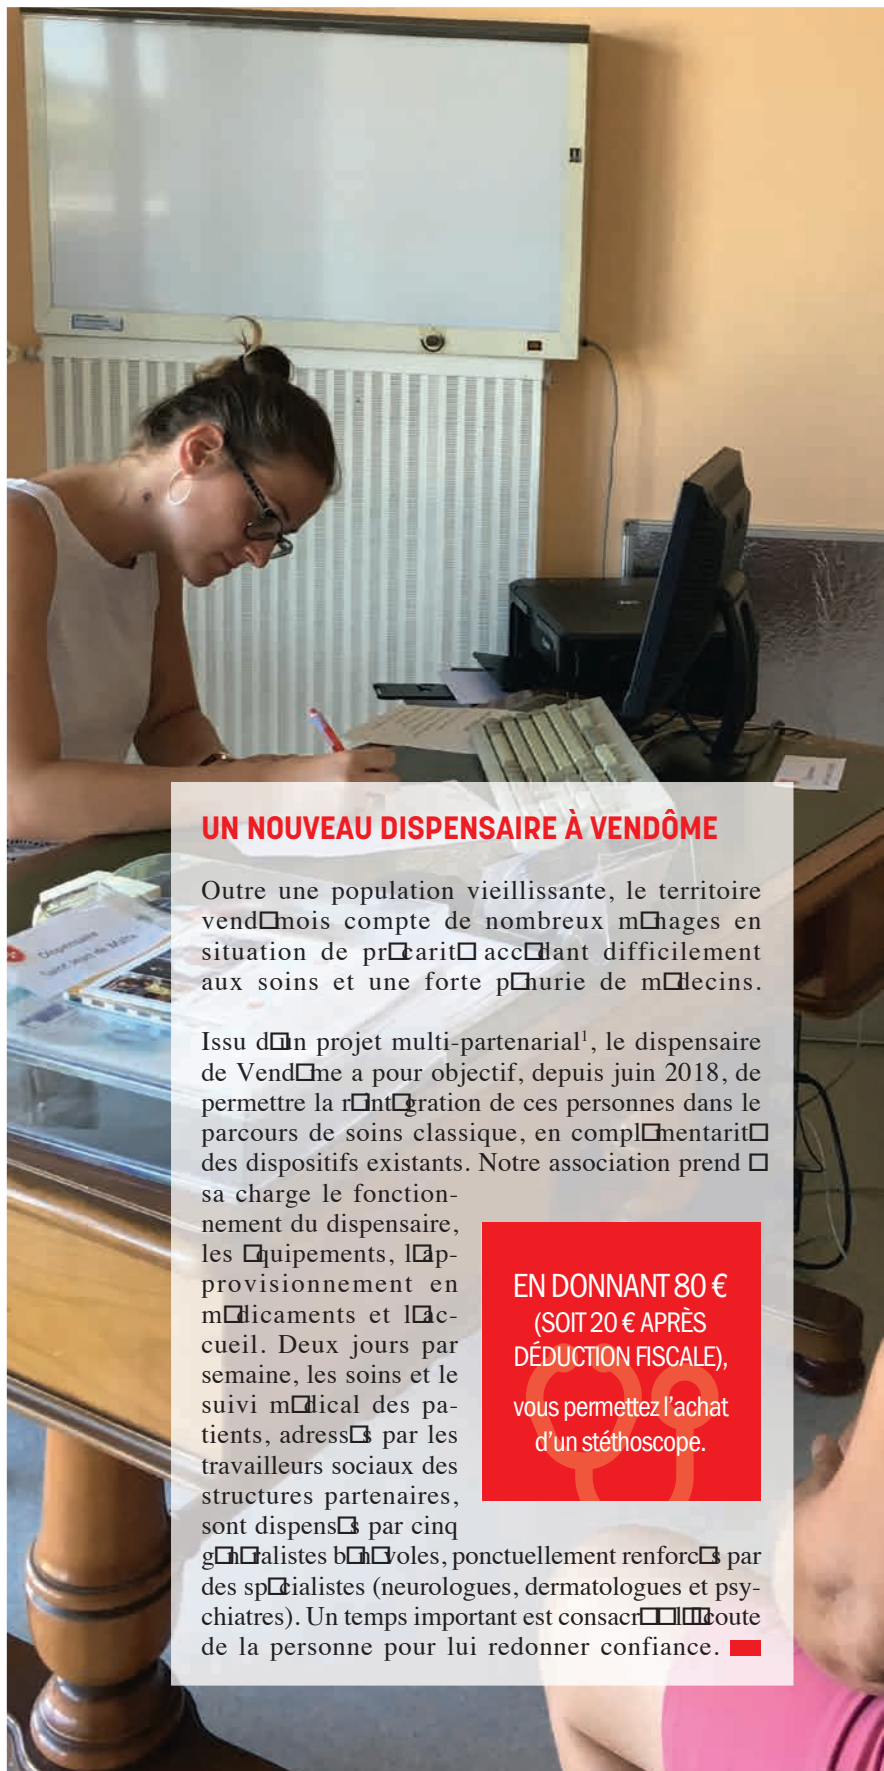 UN NOUVEAU DISPENSAIRE À VENDÔME
Outre une population vieillissante, le territoire
vend□mois compte de nombreux m□nages en
situation de pr□carit□ acc□dant difficilement
aux soins et une forte p□nurie de m□decins.
Issu d□un projet multi-partenarial¹, le dispensaire
de Vend□me a pour objectif, depuis juin 2018, de
permettre la r□int□gration de ces personnes dans le
parcours de soins classique, en compl□mentarit□
des dispositifs existants. Notre association prend □
sa charge le fonction-
nement du dispensaire,
les □quipements, l□ap-
provisionnement en
m□dicaments et l□ac-
cueil. Deux jours par
semaine, les soins et le
suivi m□dical des pa-
tients, adress□s par les
travailleurs sociaux des
structures partenaires,
sont dispens□s par cinq
g□n□ralistes b□n□voles, ponctuellement renforc□s par
des sp□cialistes (neurologues, dermatologues et psy-
chiatres). Un temps important est consacr□ □ l□□coute
de la personne pour lui redonner confiance.
EN DONNANT 80 €
(SOIT 20 € APRÈS
DÉDUCTION FISCALE),
vous permettez l'achat
d'un stéthoscope.
Dispensaire
Saint Jean de Malte